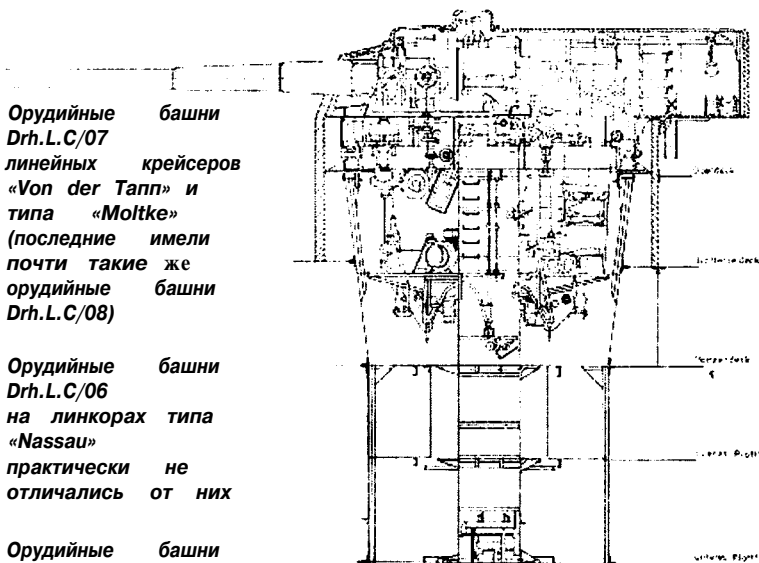 Орудийные башни
Drh.L.C/07
линейных крейсеров
«Von der Tann» и
типа «Moltke»
(последние имели
почти такие же
орудийные башни
Drh.L.C/08)
Орудийные башни
Drh.L.C/06
на линкорах типа
«Nassau»
практически не
отличались от них
Орудийные башни